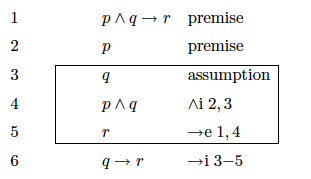 1 p ∧ q → r premise
2 p premise
3 q assumption
4 p ∧ q ∧i 2, 3
5 r →e 1, 4
6 q → r →i 3−5